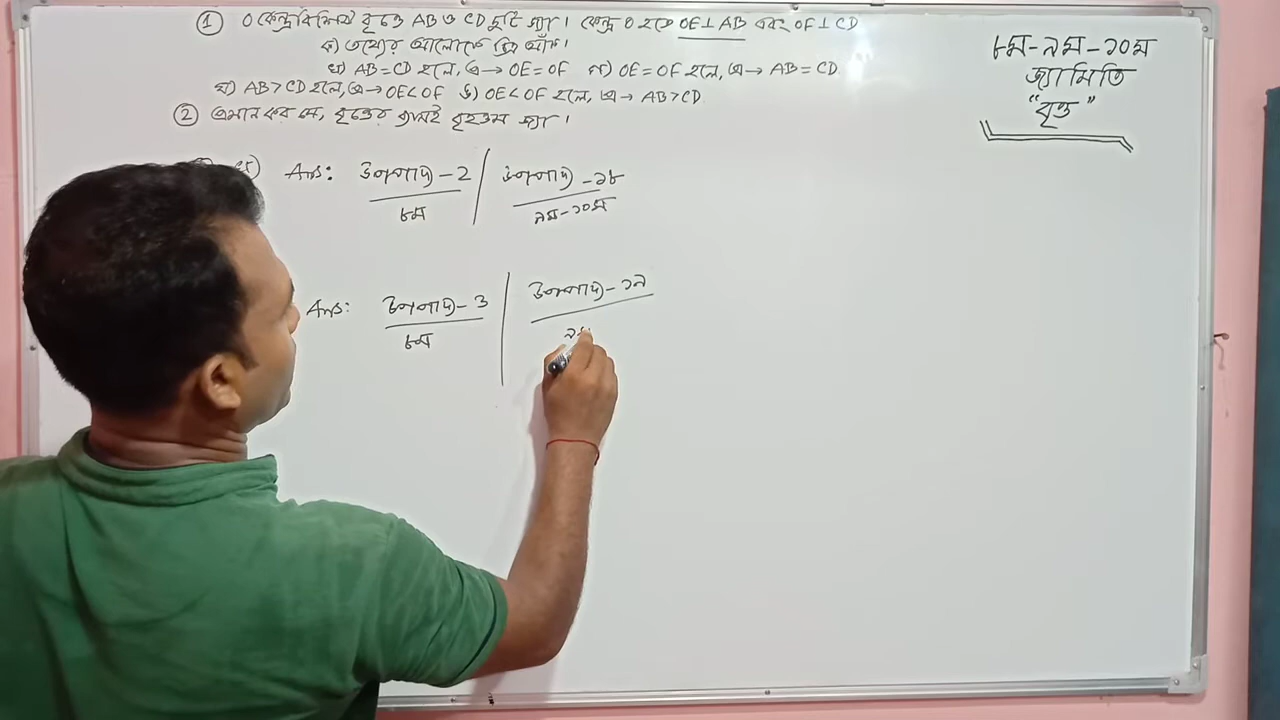 ① O কেন্দ্রবিশিষ্ট বৃত্তে AB ও CD দুটি জ্যা। কেন্দ্র O হতে OE⊥AB এবং OF⊥CD
ক) তথ্যের আলোকে চিত্র আঁক।
খ) AB=CD হলে, প্র→ OE=OF গ) OE=OF হলে, প্র→ AB=CD
ঘ) AB>CD হলে, প্র→ OE<OF ঙ) OE<OF হলে, প্র→ AB>CD
② প্রমান কর যে, বৃত্তের ব্যাসই বৃহত্তম জ্যা।
৮ম-৯ম-১০ম
জ্যামিতি
"বৃত্ত"
Ans: উপপাদ্য-2 উপপাদ্য-১৮
৮ম ৯ম-১০ম
Ans: উপপাদ্য-৩ উপপাদ্য-১৯
৮ম ৯ম